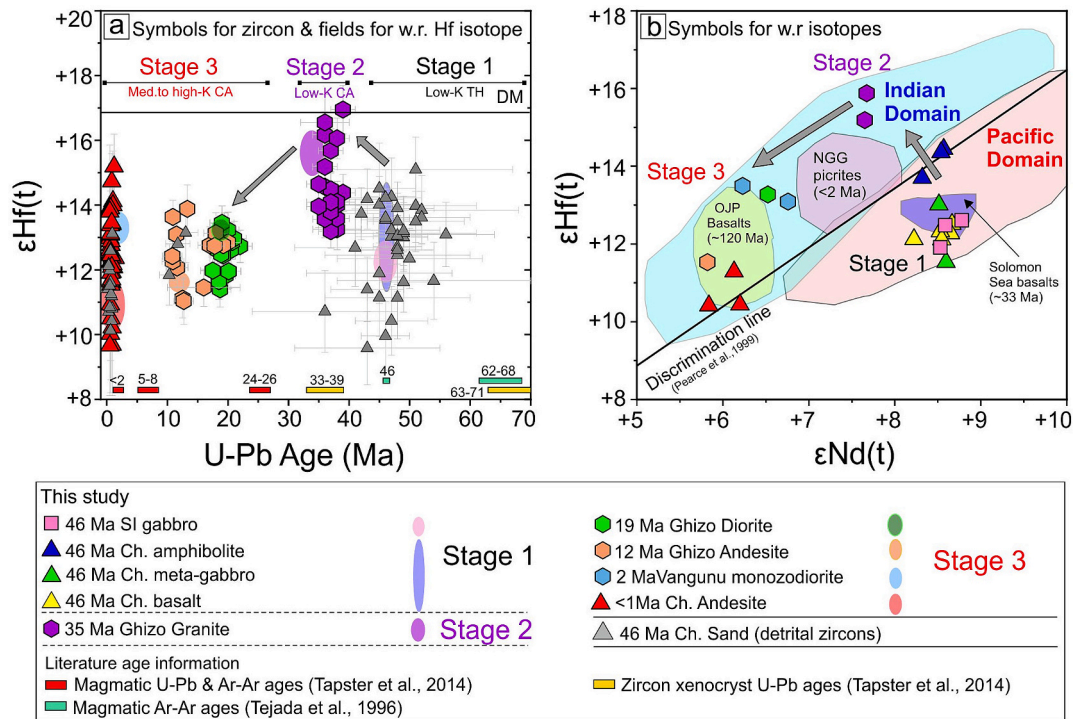 a Symbols for zircon & fields for w.r. Hf isotope
Stage 3
Med.to high-K CA
Stage 2
Low-K CA
Stage 1
Low-K TH
DM
+20
+18
+16
+14
+12
+10
+8
εHf(t)
<2
5-8
24-26
33-39
46
62-68
63-71
0
10
20
30
40
50
60
70
U-Pb Age (Ma)
b Symbols for w.r isotopes
Stage 2
Indian
Domain
Pacific
Domain
Stage 3
NGG
picrites
(<2 Ma)
OJP
Basalts
(~120 Ma)
Stage 1
Solomon
Sea basalts
(~33 Ma)
Discrimination line
(Pearce et al.,1999)
+18
+16
+14
+12
+10
+8
εHf(t)
+5
+6
+7
+8
+9
+10
εNd(t)
This study
46 Ma SI gabbro
46 Ma Ch. amphibolite
46 Ma Ch. meta-gabbro
46 Ma Ch. basalt
Stage 1
35 Ma Ghizo Granite
Stage 2
Literature age information
Magmatic U-Pb & Ar-Ar ages (Tapster et al., 2014)
Magmatic Ar-Ar ages (Tejada et al., 1996)
19 Ma Ghizo Diorite
12 Ma Ghizo Andesite
2 MaVangunu monozodiorite
<1Ma Ch. Andesite
Stage 3
46 Ma Ch. Sand (detrital zircons)
Zircon xenocryst U-Pb ages (Tapster et al., 2014)